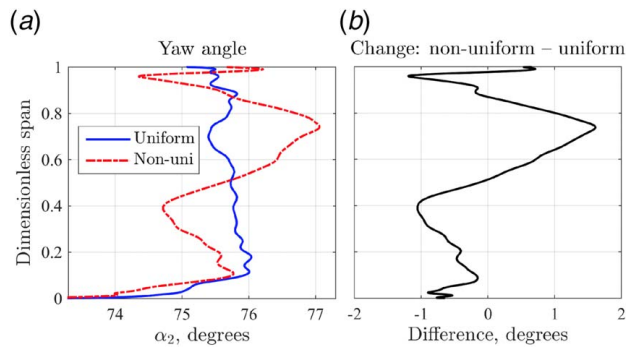 (a)
Yaw angle
1
0.8
0.6
0.4
0.2
0
Dimensionless span
Uniform
Non-uni
74 75 76 77
α2, degrees
(b)
Change: non-uniform – uniform
-2 -1 0 1 2
Difference, degrees